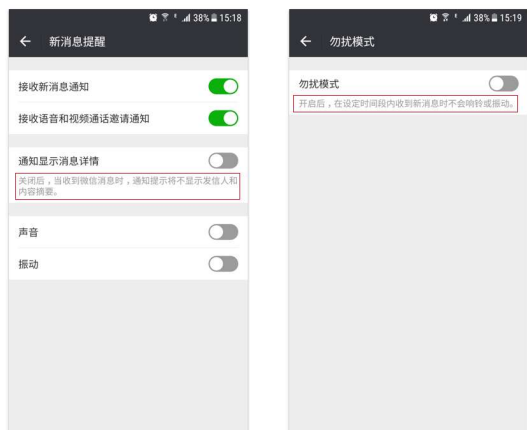 38% 15:18
新消息提醒
接收新消息通知
接收语音和视频通话邀请通知
通知显示消息详情
关闭后，当收到微信消息时，通知提示将不显示发信人和
内容摘要。
声音
振动
38% 15:19
勿扰模式
勿扰模式
开启后，在设定时间段内收到新消息时不会响铃或振动。